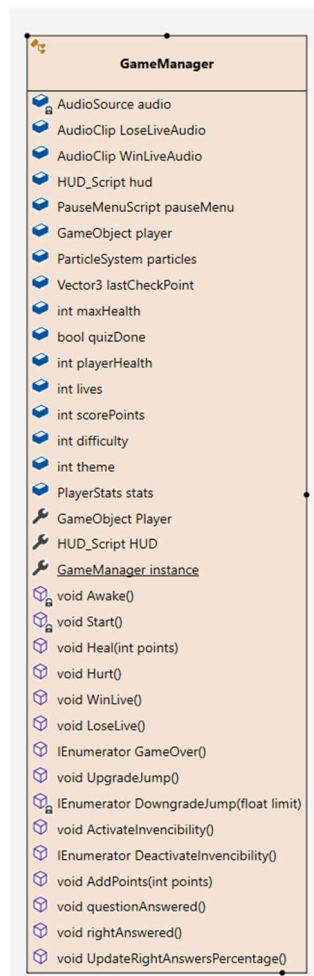 GameManager
AudioSource audio
AudioClip LoseLiveAudio
AudioClip WinLiveAudio
HUD_Script hud
PauseMenuScript pauseMenu
GameObject player
ParticleSystem particles
Vector3 lastCheckPoint
int maxHealth
bool quizDone
int playerHealth
int lives
int scorePoints
int difficulty
int theme
PlayerStats stats
GameObject Player
HUD_Script HUD
GameManager instance
void Awake()
void Start()
void Heal(int points)
void Hurt()
void WinLive()
void LoseLive()
IEnumerator GameOver()
void UpgradeJump()
IEnumerator DowngradeJump(float limit)
void ActivateInvencibility()
IEnumerator DeactivateInvencibility()
void AddPoints(int points)
void questionAnswered()
void rightAnswered()
void UpdateRightAnswersPercentage()